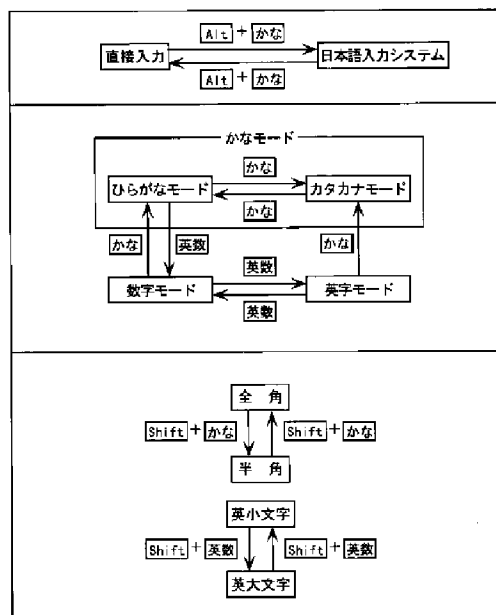 Alt + かな
直接入力 日本語入力システム
Alt + かな
かなモード
かな
ひらがなモード カタカナモード
かな
かな 英数 かな
英数
数字モード 英字モード
英数
全 角
Shift + かな Shift + かな
半 角
英小文字
Shift + 英数 Shift + 英数
英大文字